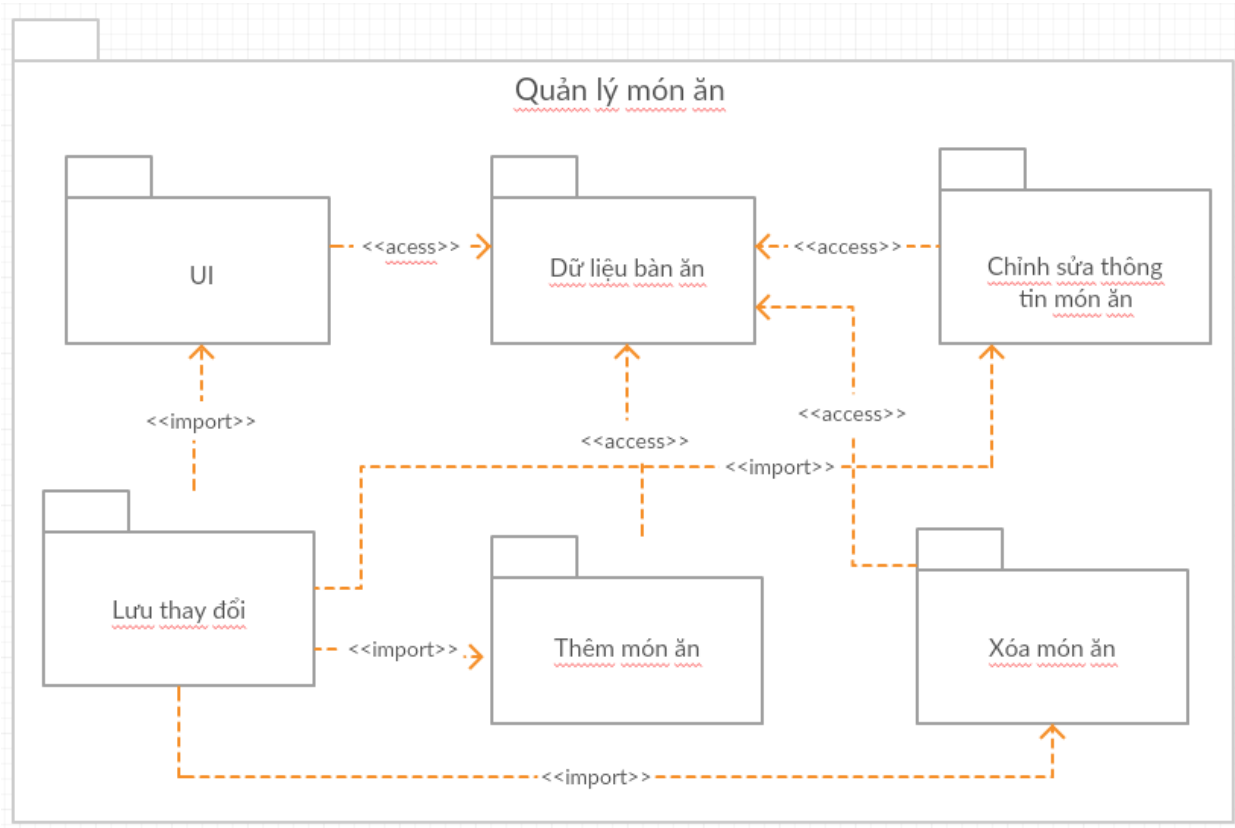 Quản lý món ăn
UI
<<acess>>
Dữ liệu bàn ăn
<<access>>
Chỉnh sửa thông
tin món ăn
<<import>>
<<access>>
<<access>>
<<import>>
Lưu thay đổi
<<import>>
Thêm món ăn
Xóa món ăn
<<import>>